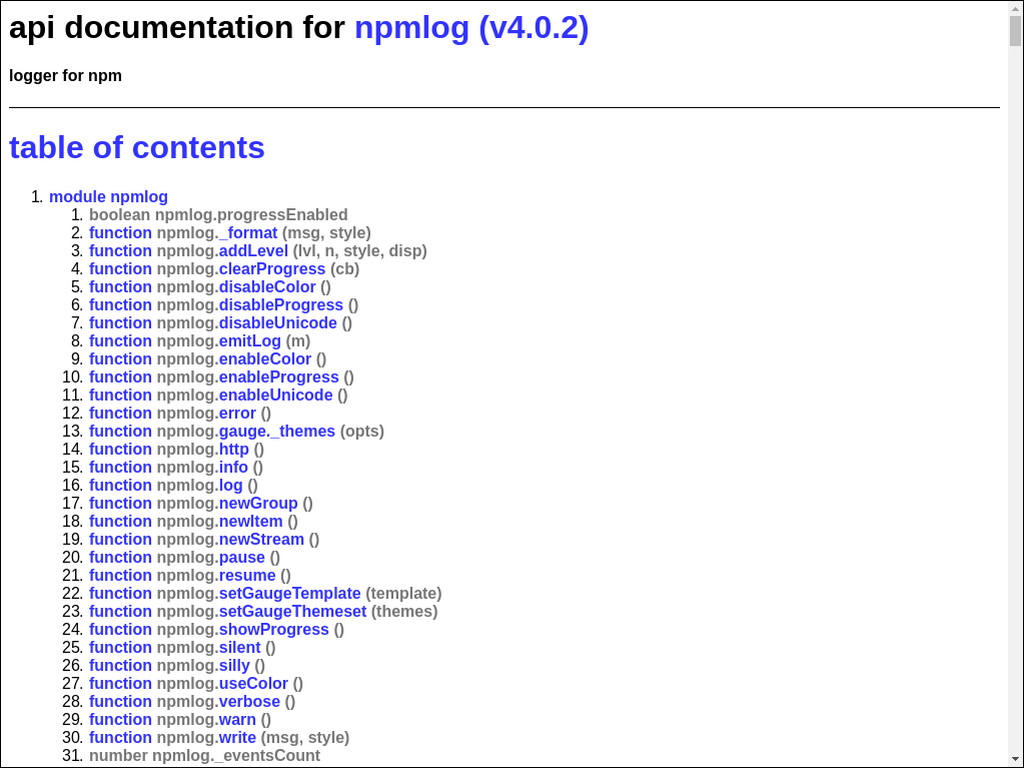 api documentation for npmlog (v4.0.2)
logger for npm
table of contents
1. module npmlog
1. boolean npmlog.progressEnabled
2. function npmlog._format (msg, style)
3. function npmlog.addLevel (lvl, n, style, disp)
4. function npmlog.clearProgress (cb)
5. function npmlog.disableColor ()
6. function npmlog.disableProgress ()
7. function npmlog.disableUnicode ()
8. function npmlog.emitLog (m)
9. function npmlog.enableColor ()
10. function npmlog.enableProgress ()
11. function npmlog.enableUnicode ()
12. function npmlog.error ()
13. function npmlog.gauge._themes (opts)
14. function npmlog.http ()
15. function npmlog.info ()
16. function npmlog.log ()
17. function npmlog.newGroup ()
18. function npmlog.newItem ()
19. function npmlog.newStream ()
20. function npmlog.pause ()
21. function npmlog.resume ()
22. function npmlog.setGaugeTemplate (template)
23. function npmlog.setGaugeThemeset (themes)
24. function npmlog.showProgress ()
25. function npmlog.silent ()
26. function npmlog.silly ()
27. function npmlog.useColor ()
28. function npmlog.verbose ()
29. function npmlog.warn ()
30. function npmlog.write (msg, style)
31. number npmlog._eventsCount